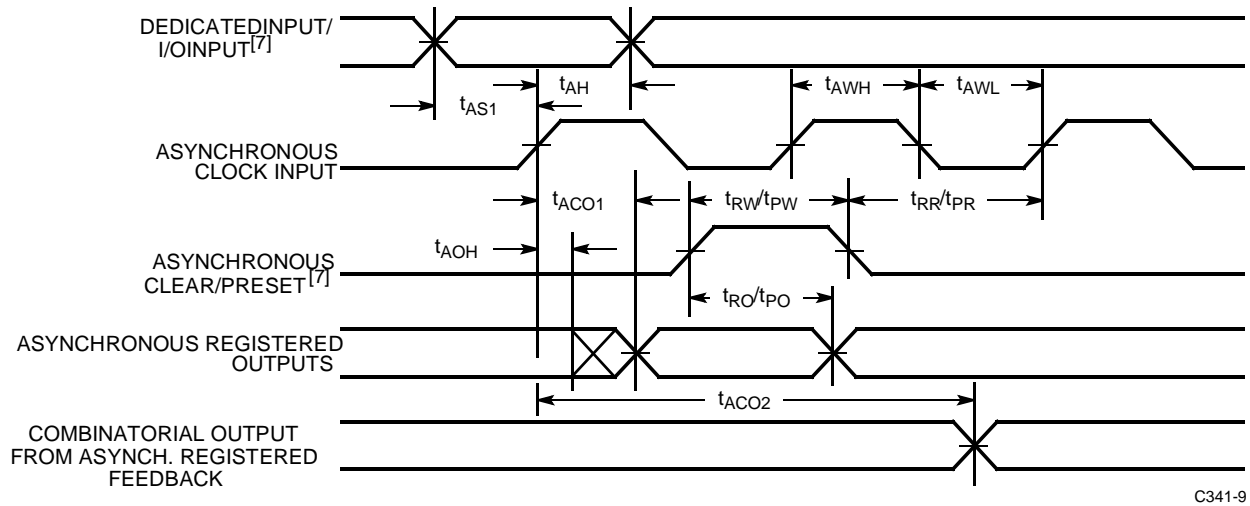 DEDICATEDINPUT/
I/OINPUT[7]
tAH
tAWH
tAWL
tAS1
ASYNCHRONOUS
CLOCK INPUT
tACO1
tRW/tPW
tRR/tPR
tAOH
ASYNCHRONOUS
CLEAR/PRESET[7]
tRO/tPO
ASYNCHRONOUS REGISTERED
OUTPUTS
tACO2
COMBINATORIAL OUTPUT
FROM ASYNCH. REGISTERED
FEEDBACK
C341-9